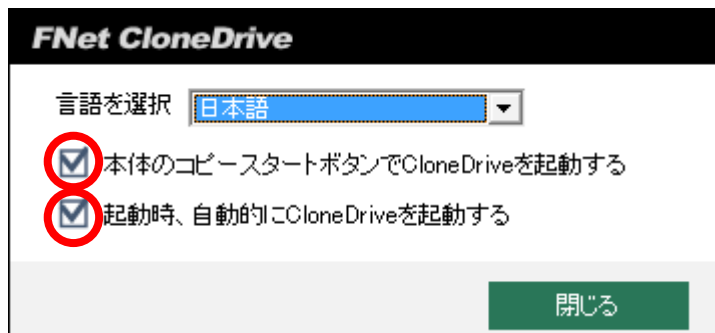 FNet CloneDrive
言語を選択 日本語
本体のコピースタートボタンでCloneDriveを起動する
起動時、自動的にCloneDriveを起動する
閉じる